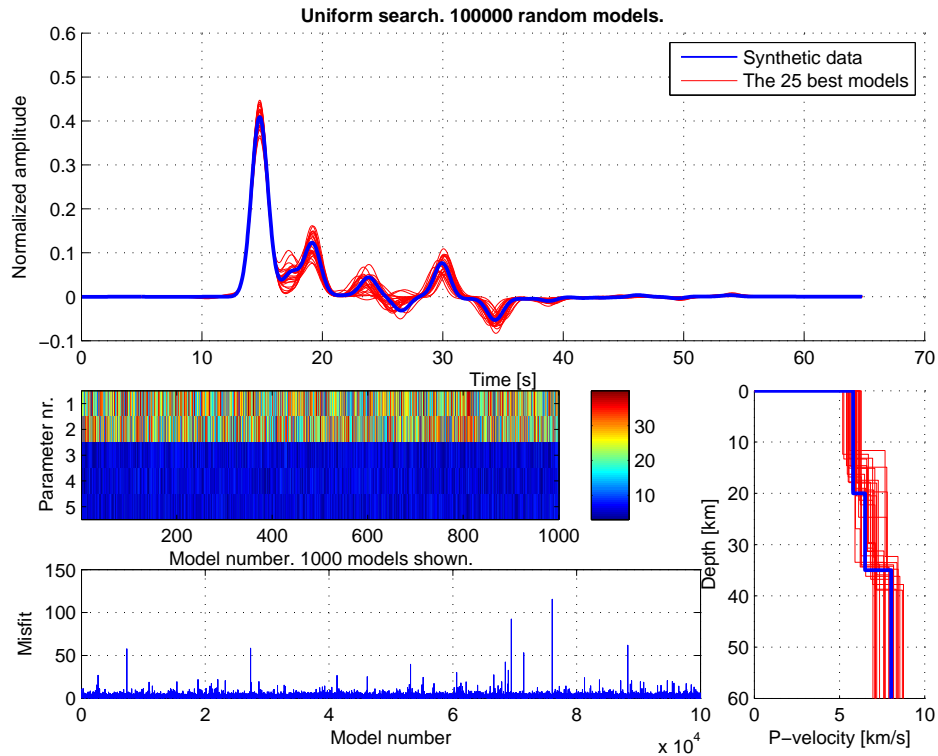 Uniform search. 100000 random models.
Normalized amplitude
0.6
0.5
0.4
0.3
0.2
0.1
0
−0.1
Synthetic data
The 25 best models
0 10 20 30 40 50 60 70
Time [s]
Parameter nr.
1
2
3
4
5
200 400 600 800 1000
Model number. 1000 models shown.
30
20
10
Misfit
150
100
50
0
0 2 4 6 8 10
x 10⁴
Model number
Depth [km]
0
10
20
30
40
50
60
0 5 10
P−velocity [km/s]